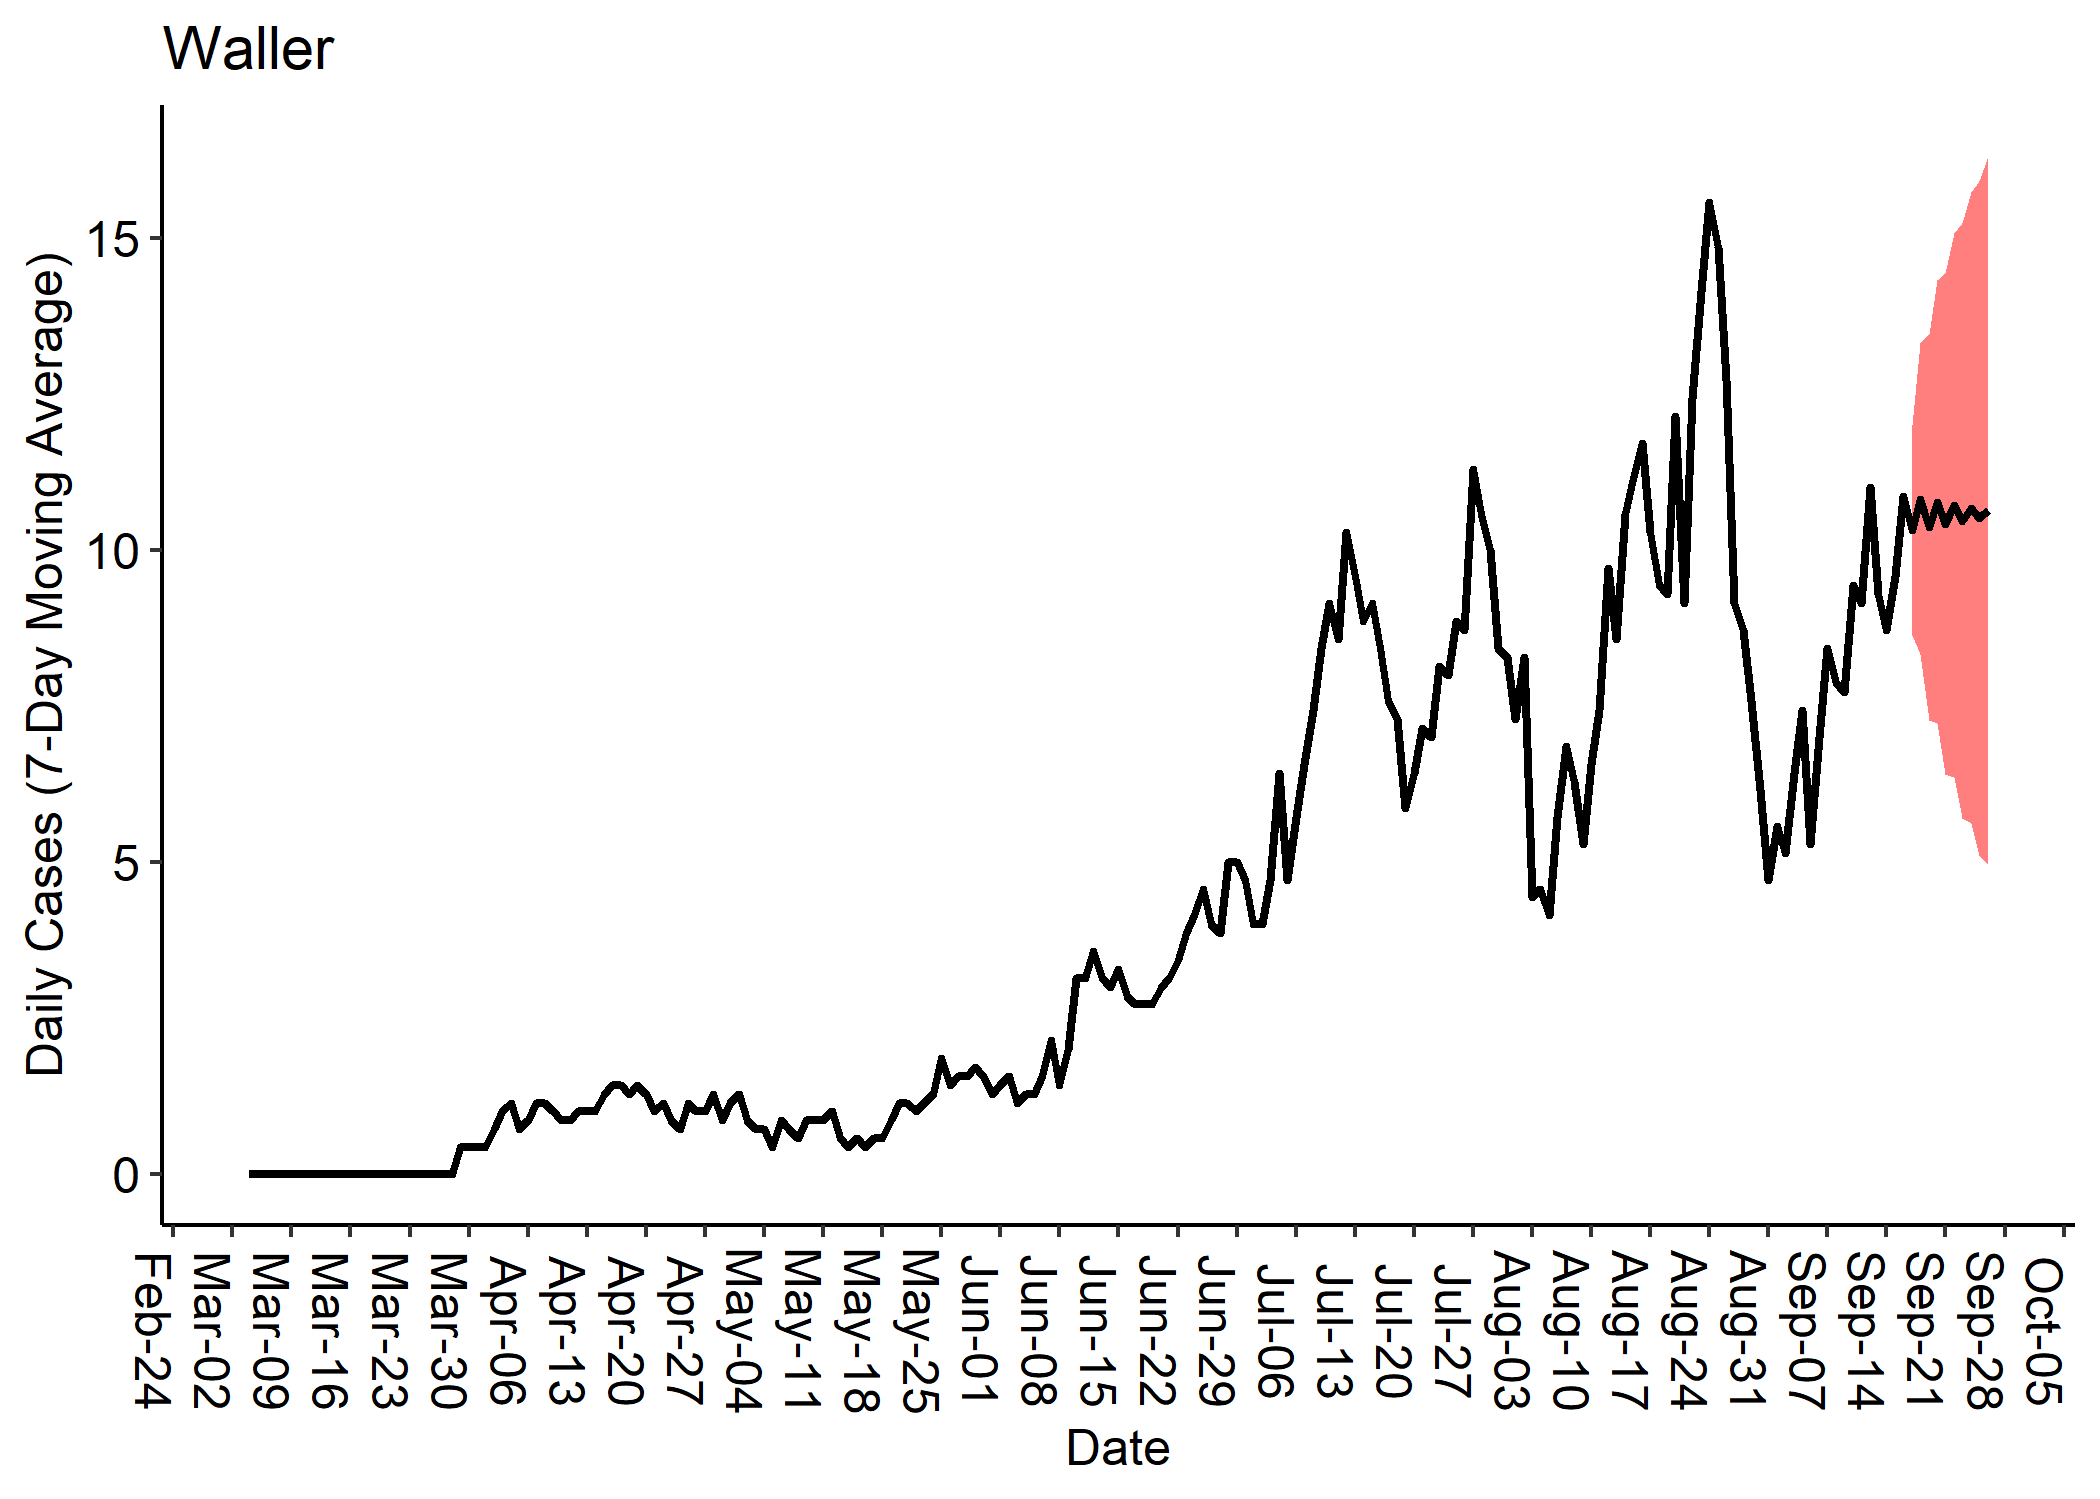 Waller
Daily Cases (7-Day Moving Average)
15
10
5
0
Feb-24
Mar-02
Mar-09
Mar-16
Mar-23
Mar-30
Apr-06
Apr-13
Apr-20
Apr-27
May-04
May-11
May-18
May-25
Jun-01
Jun-08
Jun-15
Jun-22
Jun-29
Jul-06
Jul-13
Jul-20
Jul-27
Aug-03
Aug-10
Aug-17
Aug-24
Aug-31
Sep-07
Sep-14
Sep-21
Sep-28
Oct-05
Date